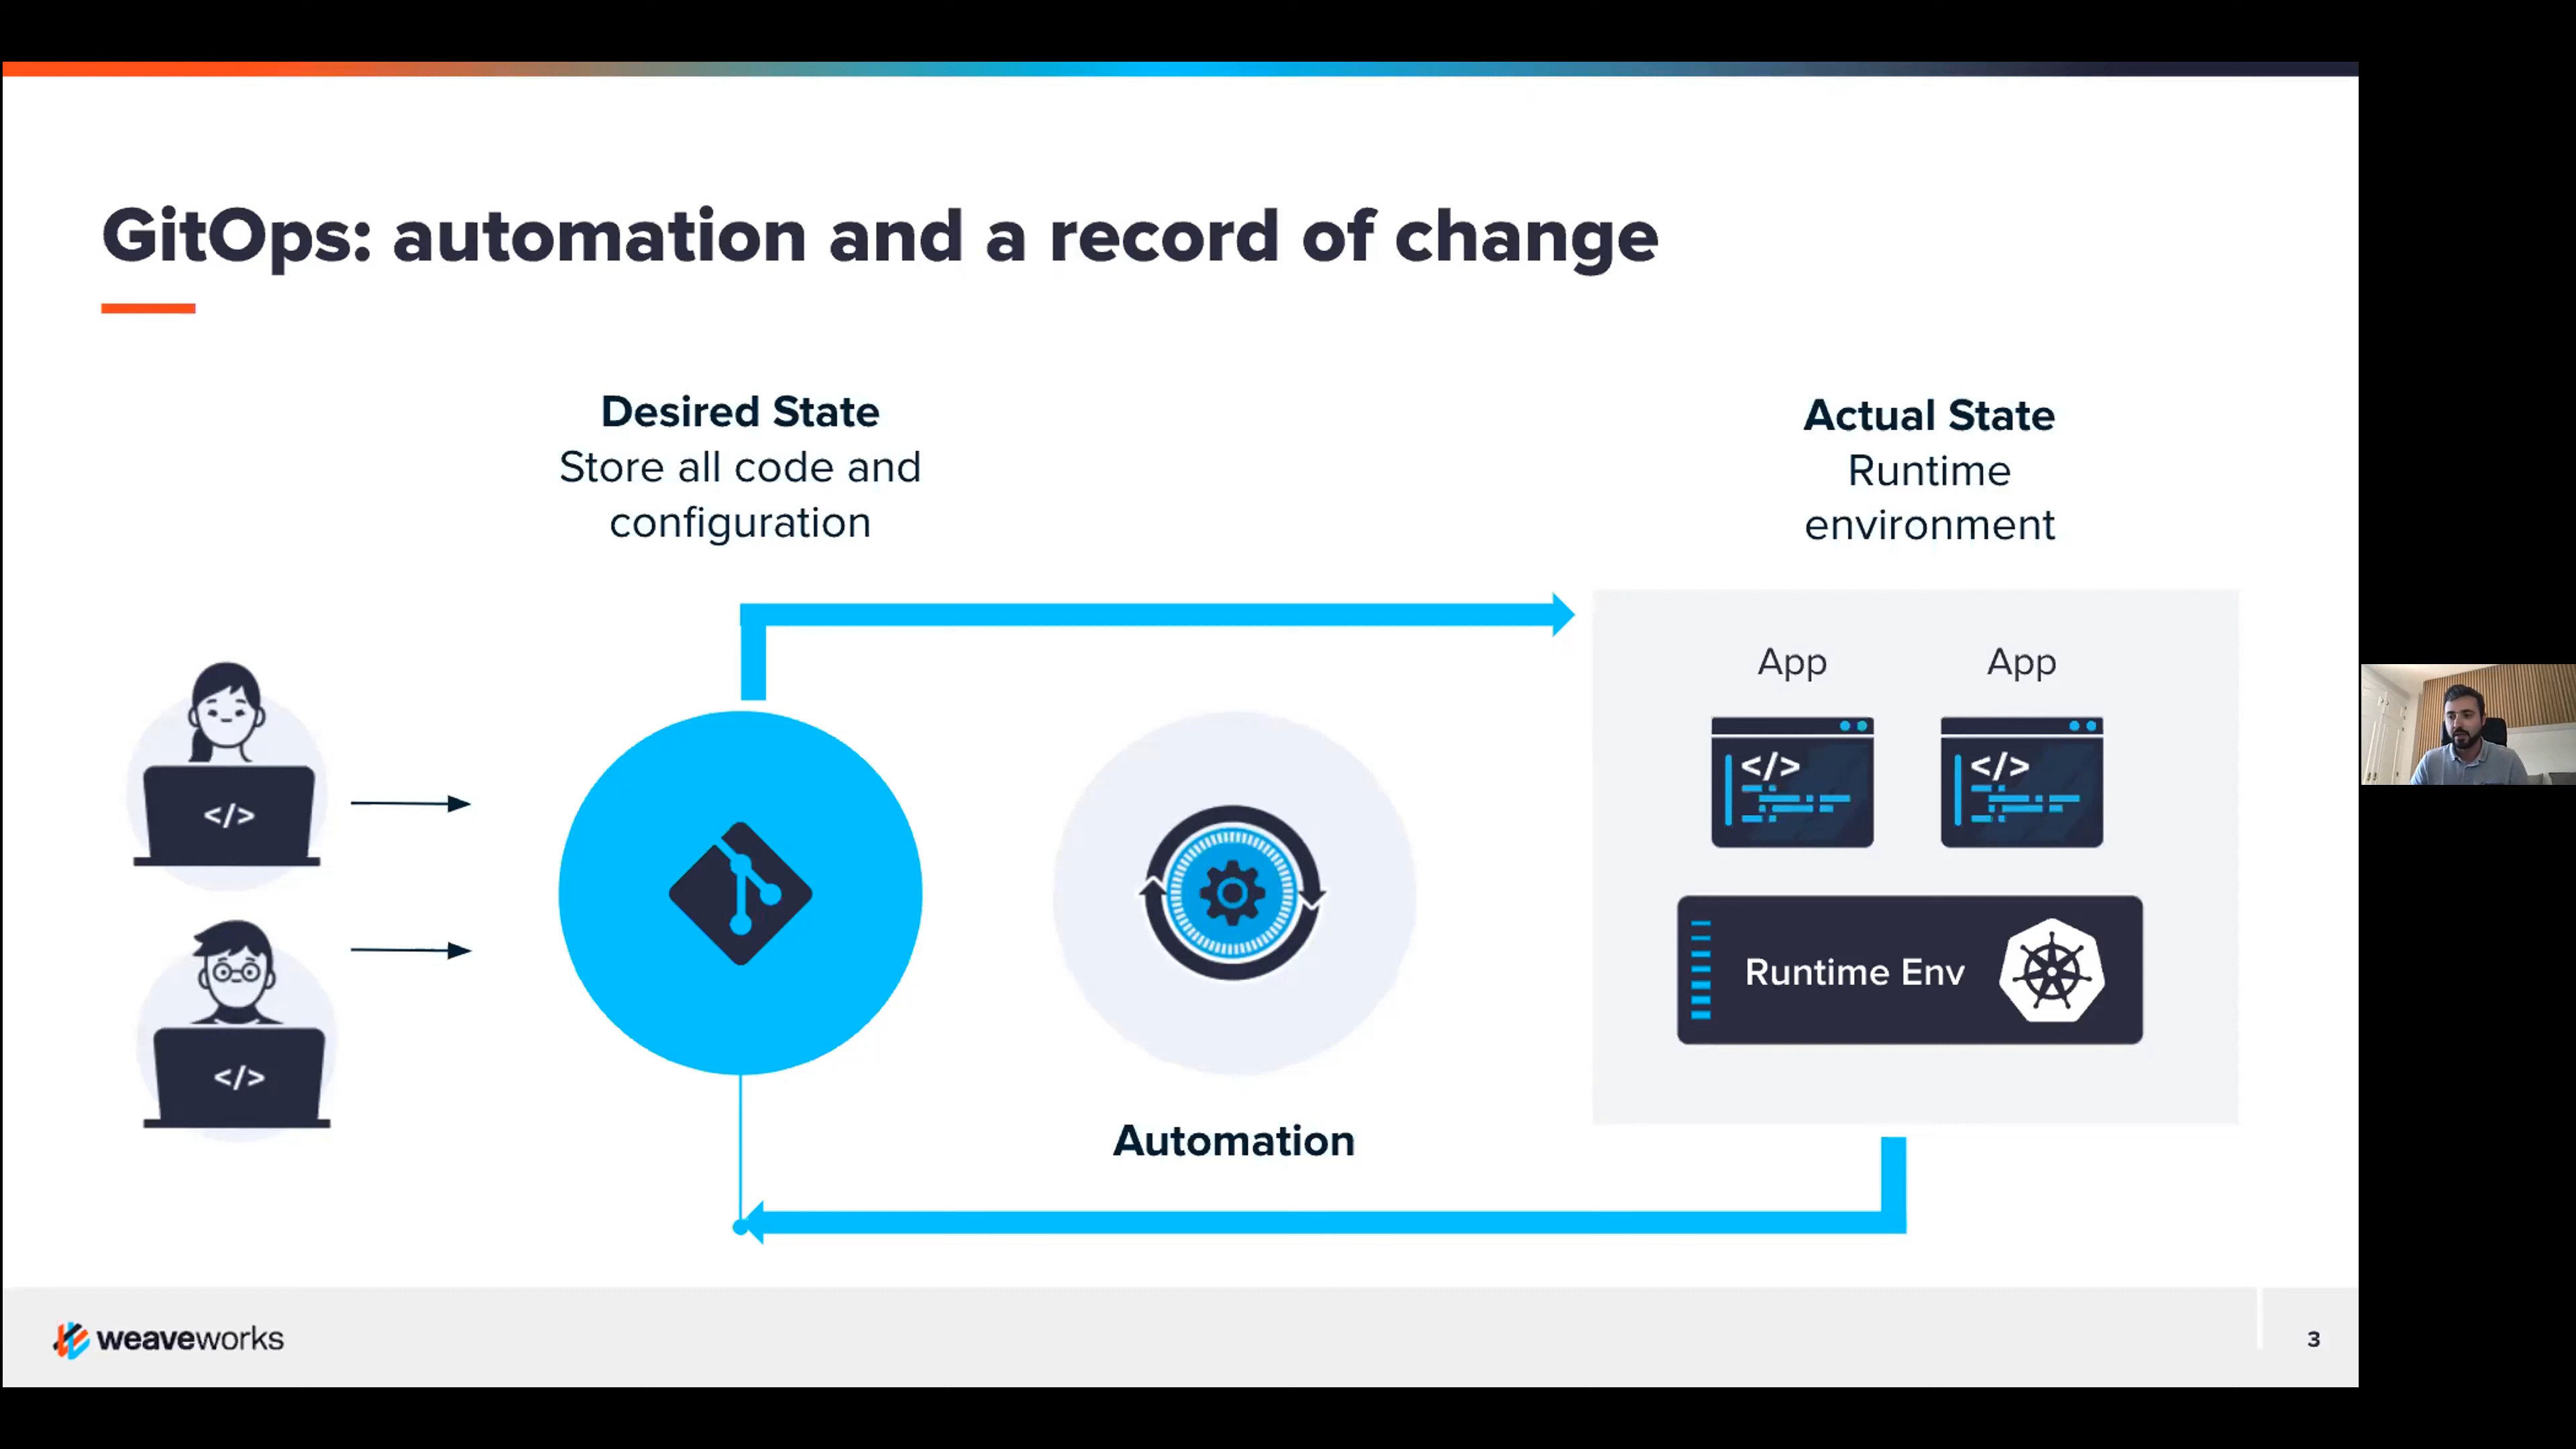 GitOps: automation and a record of change
Desired State
Store all code and
configuration
Actual State
Runtime
environment
App
App
</>
</>
</>
</>
Runtime Env
Automation
weaveworks
3